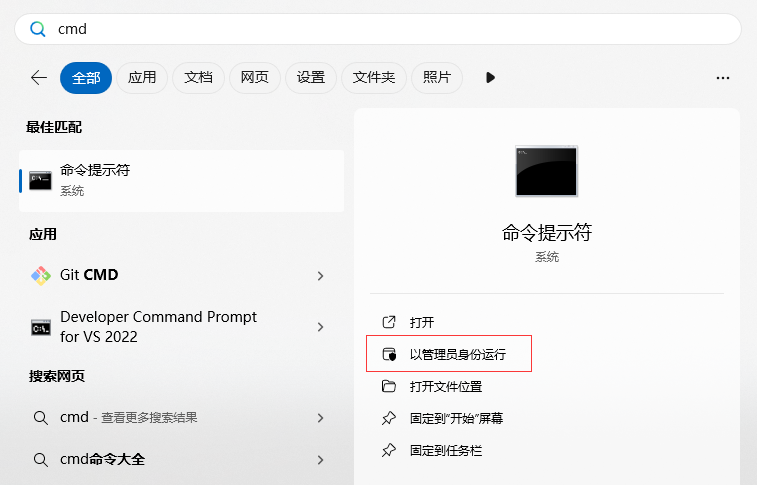 cmd
全部
应用
文档
网页
设置
文件夹
照片
最佳匹配
命令提示符
系统
应用
Git CMD
Developer Command Prompt
for VS 2022
搜索网页
cmd - 查看更多搜索结果
cmd命令大全
命令提示符
系统
打开
以管理员身份运行
打开文件位置
固定到"开始"屏幕
固定到任务栏